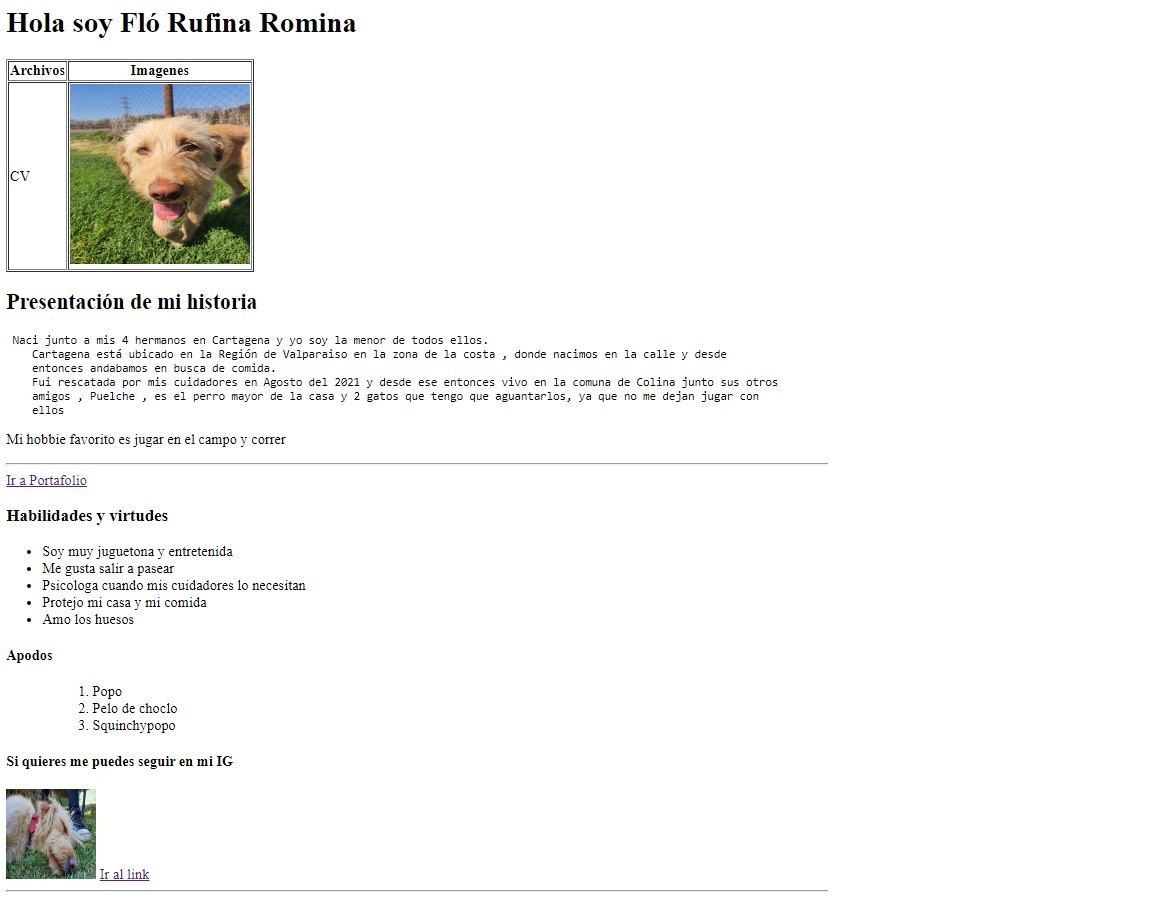 Hola soy Fló Rufina Romina
Archivos Imagenes
CV
Presentación de mi historia
Naci junto a mis 4 hermanos en Cartagena y yo soy la menor de todos ellos.
Cartagena está ubicado en la Región de Valparaiso en la zona de la costa , donde nacimos en la calle y desde
entonces andabamos en busca de comida.
Fui rescatada por mis cuidadores en Agosto del 2021 y desde ese entonces vivo en la comuna de Colina junto sus otros
amigos , Puelche , es el perro mayor de la casa y 2 gatos que tengo que aguantarlos, ya que no me dejan jugar con
ellos
Mi hobbie favorito es jugar en el campo y correr
Ir a Portafolio
Habilidades y virtudes
• Soy muy juguetona y entretenida
• Me gusta salir a pasear
• Psicologa cuando mis cuidadores lo necesitan
• Protejo mi casa y mi comida
• Amo los huesos
Apodos
1. Popo
2. Pelo de choclo
3. Squinchypopo
Si quieres me puedes seguir en mi IG
Ir al link